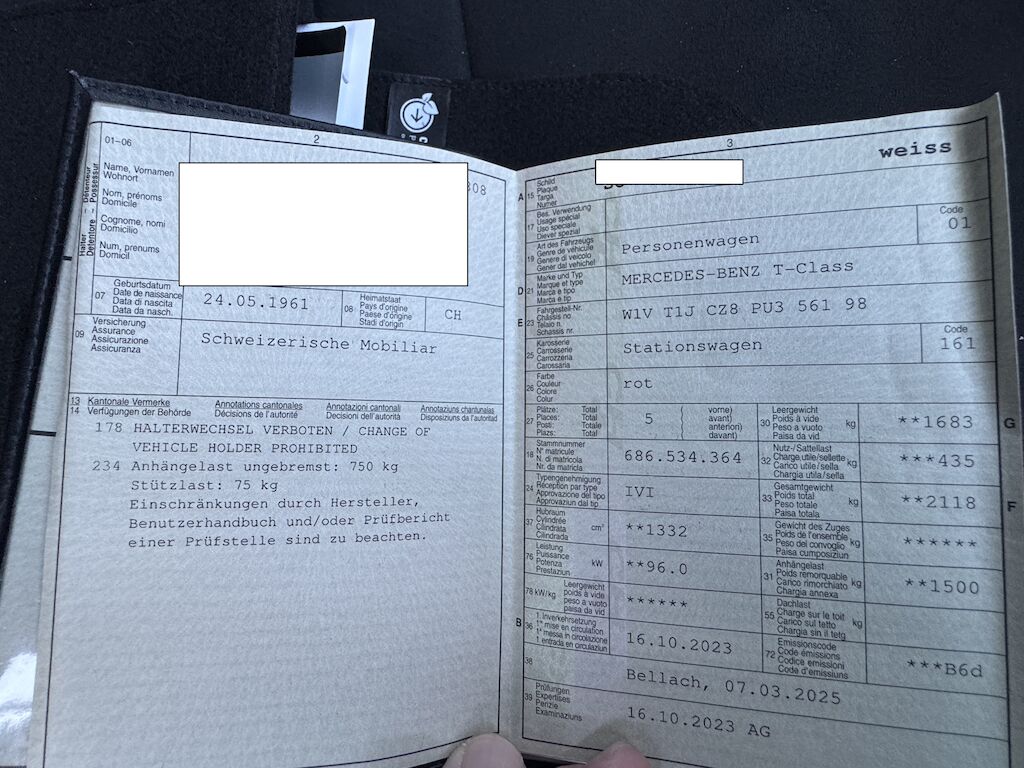 2
01-06
Détenteur Possessur
Halter Detentore
Name, Vornamen
Wohnort
Nom, prénoms
Domicile
Cognome, nomi
Domicilio
Num, prenums
Domicil
808
07
Geburtsdatum
Date de naissance
Data di nascita
Data da nasch.
24.05.1961
08
Heimatstaat
Pays d'origine
Paese d'origine
Stadi d'origin
CH
09
Versicherung
Assurance
Assicurazione
Assicuranza
Schweizerische Mobiliar
13
14
Kantonale Vermerke
Verfügungen der Behörde
Annotations cantonales
Décisions de l'autorité
Annotazioni cantonali
Decisioni dell'autorità
Annotaziuns chantunalas
Disposiziuns da l'autoritad
178 HALTERWECHSEL VERBOTEN / CHANGE OF
VEHICLE HOLDER PROHIBITED
234 Anhängelast ungebremst: 750 kg
Stützlast: 75 kg
Einschränkungen durch Hersteller,
Benutzerhandbuch und/oder Prüfbericht
einer Prüfstelle sind zu beachten.
3
weiss
A 15
Schild
Plaque
Targa
Numer
17
Bes. Verwendung
Usage spécial
Uso speciale
Diever spezial
19
Art des Fahrzeugs
Genre de véhicule
Genere di veicolo
Gener dal vehichel
Personenwagen
Code
01
D 21
Marke und Typ
Marque et type
Marca e tipo
Marca e tip
MERCEDES-BENZ T-Class
E 23
Fahrgestell-Nr.
Châssis no
Telaio n.
Schassis nr.
W1V T1J CZ8 PU3 561 98
25
Karosserie
Carrosserie
Carrozzeria
Carossaria
Stationswagen
Code
161
26
Farbe
Couleur
Colore
Colur
rot
27
Plätze: Total
Places: Total
Posti: Totale
Plazs: Total
5
vorne)
avant)
anteriori)
davant)
30
Leergewicht
Poids à vide
Peso a vuoto
Paisa da vid
kg
**1683
G
18
Stammnummer
N° matricule
N. di matricola
Nr. da matricla
686.534.364
32
Nutz-/Sattellast
Charge utile/sellette
Carico utile/sella
Chargia utila/sella
kg
***435
24
Typengenehmigung
Réception par type
Approvazione del tipo
Approvaziun dal tip
IVI
33
Gesamtgewicht
Poids total
Peso totale
Paisa totala
kg
**2118
F
37
Hubraum
Cylindrée
Cilindrata
Cilindrada
cm³
**1332
35
Gewicht des Zuges
Poids de l'ensemble
Peso del convoglio
Paisa cumposiziun
kg
******
76
Leistung
Puissance
Potenza
Prestaziun
kW
**96.0
31
Anhängelast
Poids remorquable
Carico rimorchiato
Chargia annexa
kg
**1500
78 kW/kg
Leergewicht
poids à vide
peso a vuoto
paisa da vid
******
55
Dachlast
Charge sur le toit
Carico sul tetto
Chargia sin il tetg
kg
B 36
1. Inverkehrsetzung
1re mise en circulation
1a messa in circolazione
1 entrada en circulaziun
16.10.2023
72
Emissionscode
Code émissions
Codice emissioni
Code d'emissiuns
***B6d
38
Bellach, 07.03.2025
39
Prüfungen
Expertises
Perizie
Examinaziuns
16.10.2023 AG